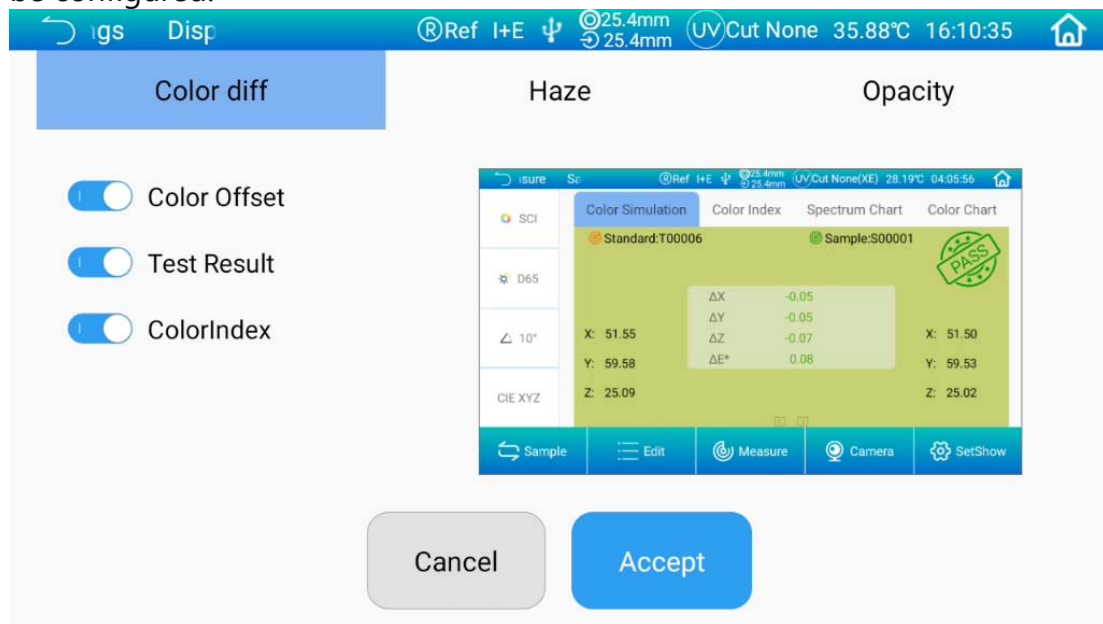 be configured.
ngs Disp ®Ref I+E 25.4mm 25.4mm UV Cut None 35.88℃ 16:10:35
Color diff Haze Opacity
Color Offset
Test Result
ColorIndex
isure Sa ®Ref I+E 25.4mm 25.4mm UV Cut None(XE) 28.19℃ 04:05:56
SCI
D65
10°
CIE XYZ
Color Simulation Color Index Spectrum Chart Color Chart
Standard:T00006 Sample:S00001
PASS
ΔX -0.05
ΔY -0.05
ΔZ -0.07
ΔE* 0.08
X: 51.55
Y: 59.58
Z: 25.09
X: 51.50
Y: 59.53
Z: 25.02
Sample Edit Measure Camera SetShow
Cancel Accept